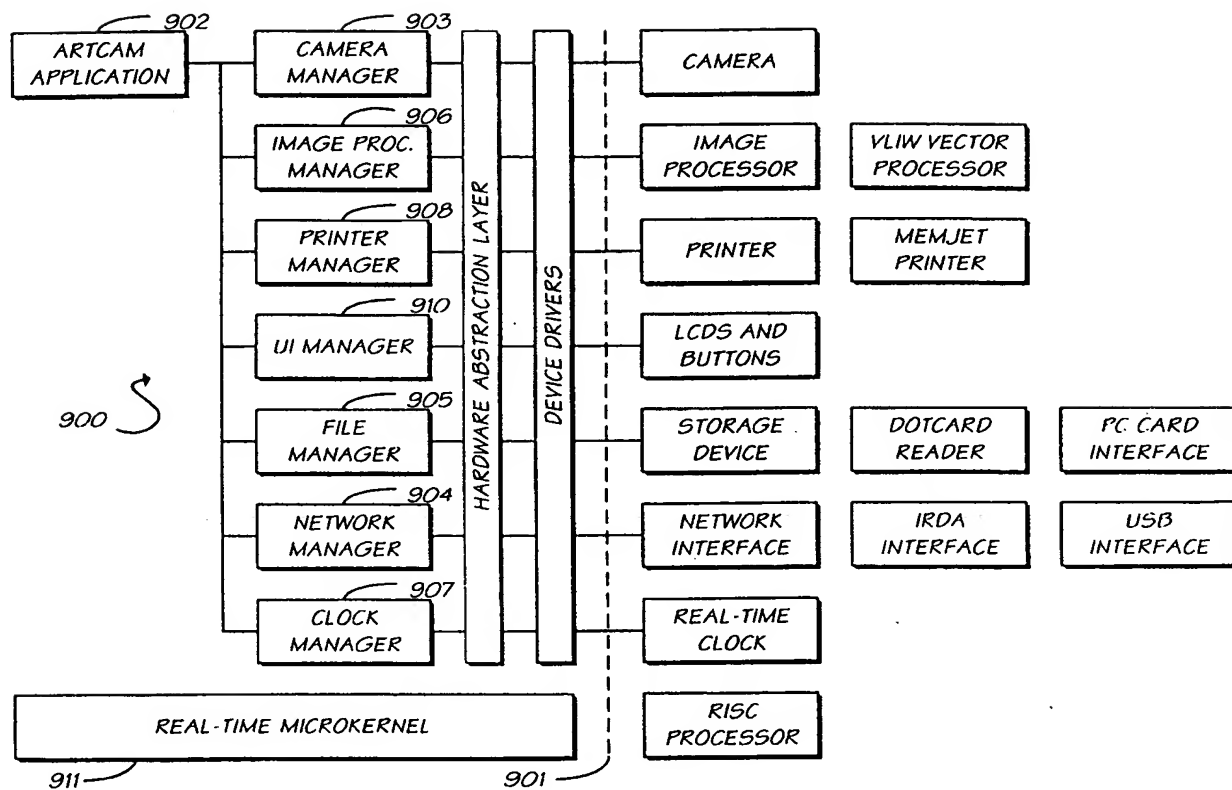 902
ARTCAM
APPLICATION
903
CAMERA
MANAGER
CAMERA
906
IMAGE PROC.
MANAGER
IMAGE
PROCESSOR
VLIW VECTOR
PROCESSOR
908
PRINTER
MANAGER
PRINTER
MEMJET
PRINTER
910
UI MANAGER
LCDS AND
BUTTONS
905
FILE
MANAGER
STORAGE
DEVICE
DOTCARD
READER
PC CARD
INTERFACE
904
NETWORK
MANAGER
NETWORK
INTERFACE
IRDA
INTERFACE
USB
INTERFACE
907
CLOCK
MANAGER
REAL-TIME
CLOCK
HARDWARE ABSTRACTION LAYER
DEVICE DRIVERS
900
REAL-TIME MICROKERNEL
RISC
PROCESSOR
911
901